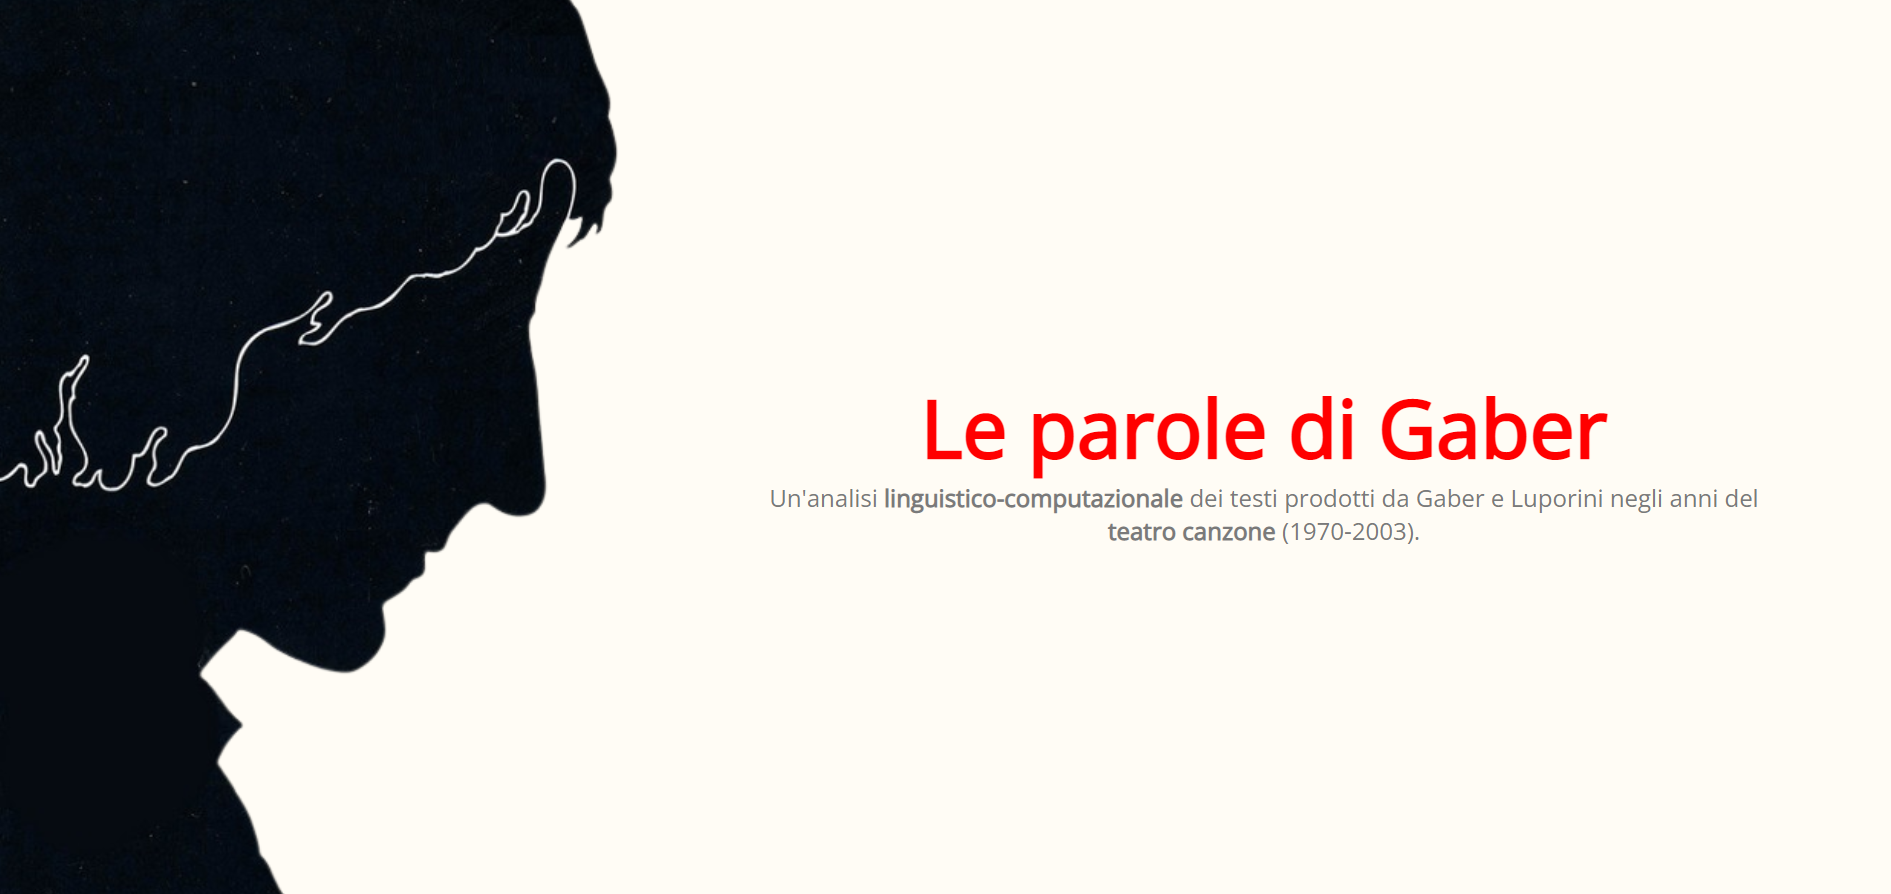 Le parole di Gaber
Un'analisi linguistico-computazionale dei testi prodotti da Gaber e Luporini negli anni del
teatro canzone (1970-2003).